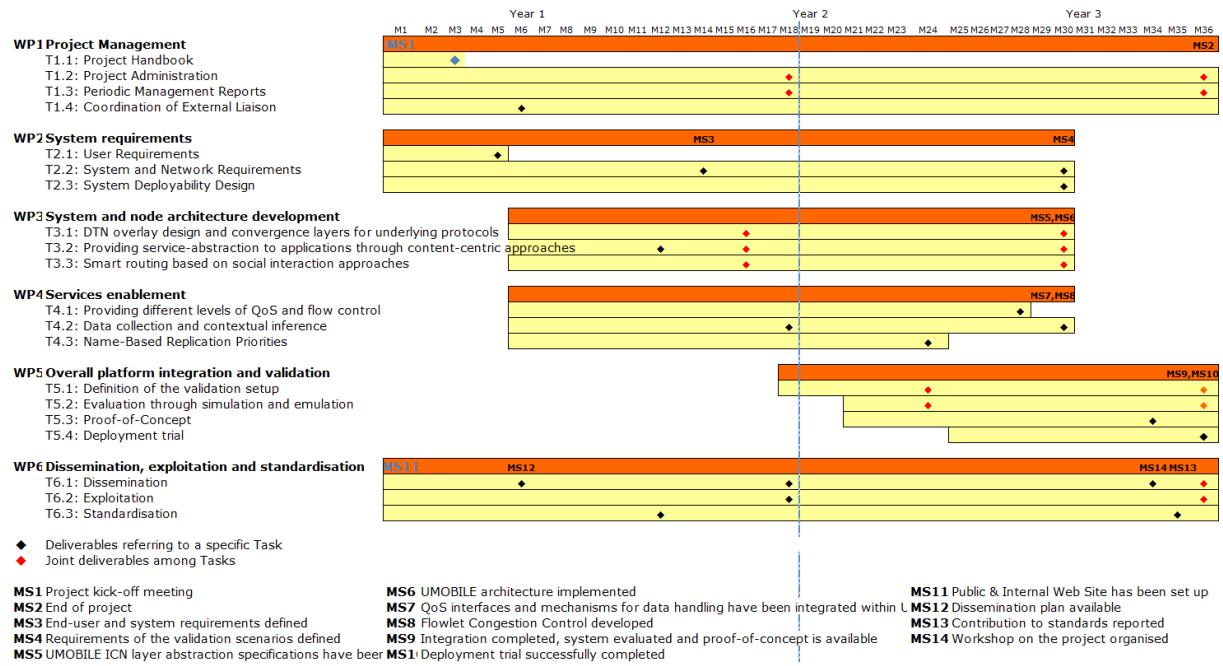 Year 1 Year 2 Year 3
M1 M2 M3 M4 M5 M6 M7 M8 M9 M10 M11 M12 M13 M14 M15 M16 M17 M18 M19 M20 M21 M22 M23 M24 M25 M26 M27 M28 M29 M30 M31 M32 M33 M34 M35 M36
WP1 Project Management MS1 MS2
T1.1: Project Handbook
T1.2: Project Administration
T1.3: Periodic Management Reports
T1.4: Coordination of External Liaison
WP2 System requirements MS3 MS4
T2.1: User Requirements
T2.2: System and Network Requirements
T2.3: System Deployability Design
WP3 System and node architecture development MS5,MS6
T3.1: DTN overlay design and convergence layers for underlying protocols
T3.2: Providing service-abstraction to applications through content-centric approaches
T3.3: Smart routing based on social interaction approaches
WP4 Services enablement MS7,MS8
T4.1: Providing different levels of QoS and flow control
T4.2: Data collection and contextual inference
T4.3: Name-Based Replication Priorities
WP5 Overall platform integration and validation MS9,MS10
T5.1: Definition of the validation setup
T5.2: Evaluation through simulation and emulation
T5.3: Proof-of-Concept
T5.4: Deployment trial
WP6 Dissemination, exploitation and standardisation MS11 MS12 MS14 MS13
T6.1: Dissemination
T6.2: Exploitation
T6.3: Standardisation
Deliverables referring to a specific Task
Joint deliverables among Tasks
MS1 Project kick-off meeting MS6 UMOBILE architecture implemented MS11 Public & Internal Web Site has been set up
MS2 End of project MS7 QoS interfaces and mechanisms for data handling have been integrated within U MS12 Dissemination plan available
MS3 End-user and system requirements defined MS8 Flowlet Congestion Control developed MS13 Contribution to standards reported
MS4 Requirements of the validation scenarios defined MS9 Integration completed, system evaluated and proof-of-concept is available MS14 Workshop on the project organised
MS5 UMOBILE ICN layer abstraction specifications have been MS10 Deployment trial successfully completed